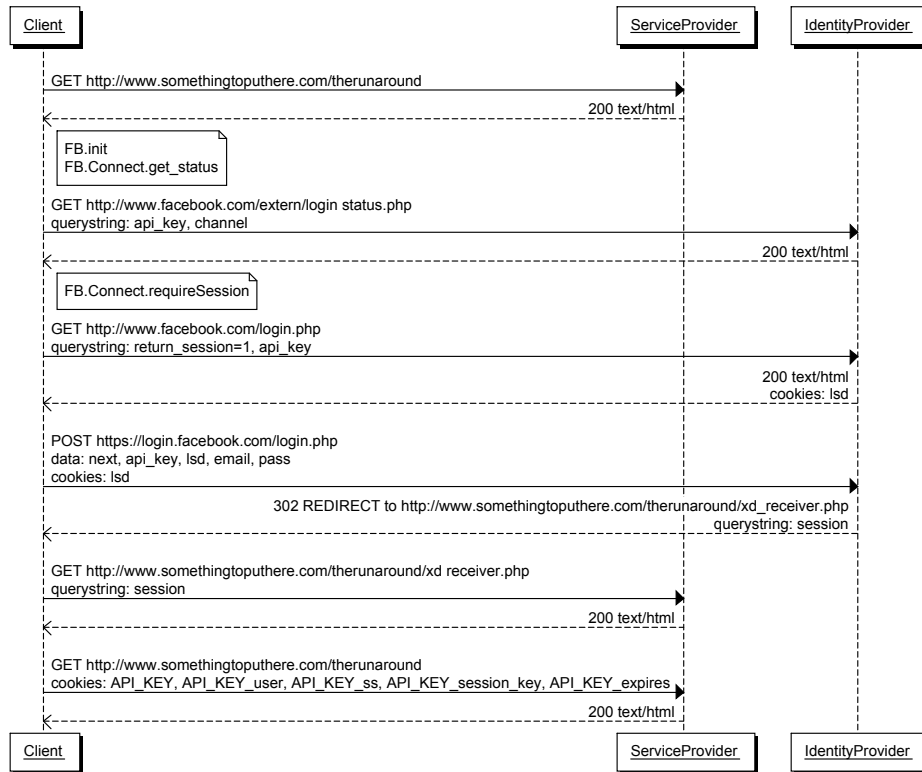 Client
ServiceProvider
IdentityProvider
GET http://www.somethingtoputhere.com/therunaround
200 text/html
FB.init
FB.Connect.get_status
GET http://www.facebook.com/extern/login status.php
querystring: api_key, channel
200 text/html
FB.Connect.requireSession
GET http://www.facebook.com/login.php
querystring: return_session=1, api_key
200 text/html
cookies: lsd
POST https://login.facebook.com/login.php
data: next, api_key, lsd, email, pass
cookies: lsd
302 REDIRECT to http://www.somethingtoputhere.com/therunaround/xd_receiver.php
querystring: session
GET http://www.somethingtoputhere.com/therunaround/xd receiver.php
querystring: session
200 text/html
GET http://www.somethingtoputhere.com/therunaround
cookies: API_KEY, API_KEY_user, API_KEY_ss, API_KEY_session_key, API_KEY_expires
200 text/html
Client
ServiceProvider
IdentityProvider